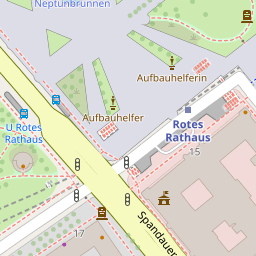 Neptunbrunnen
Aufbauhelferin
Aufbauhelfer
U Rotes
Rathaus
Rotes
Rathaus
15
17
Spandauer